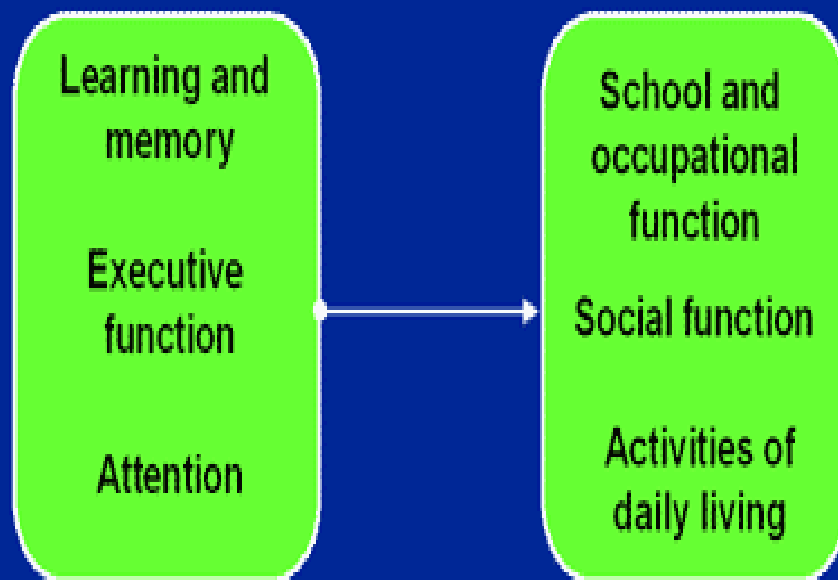 Learning and
memory
Executive
function
Attention
School and
occupational
function
Social function
Activities of
daily living